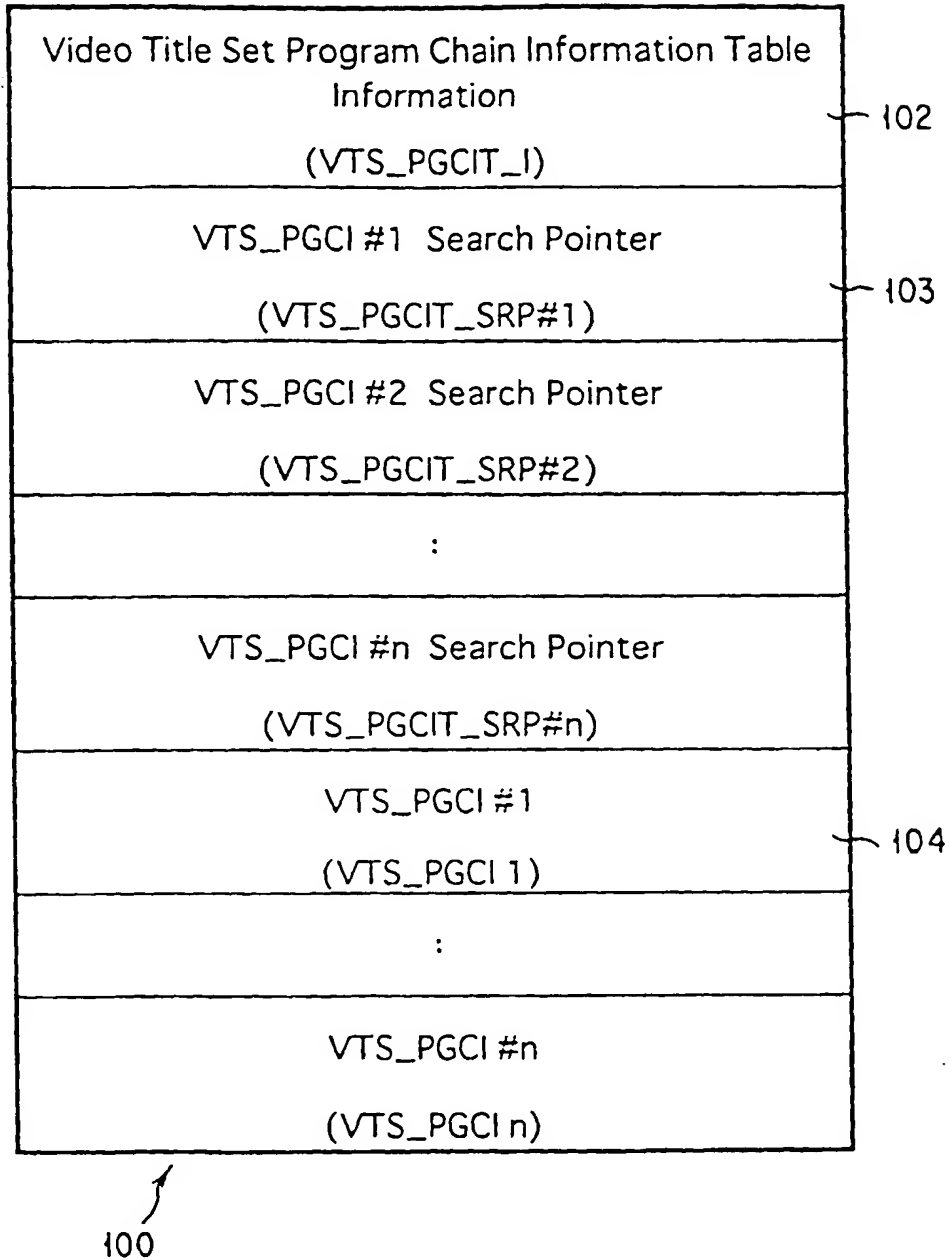 Video Title Set Program Chain Information Table
Information
(VTS_PGCIT_I)
102
VTS_PGCI #1 Search Pointer
(VTS_PGCIT_SRP#1)
103
VTS_PGCI #2 Search Pointer
(VTS_PGCIT_SRP#2)
:
VTS_PGCI #n Search Pointer
(VTS_PGCIT_SRP#n)
VTS_PGCI #1
(VTS_PGCI 1)
104
:
VTS_PGCI #n
(VTS_PGCI n)
100